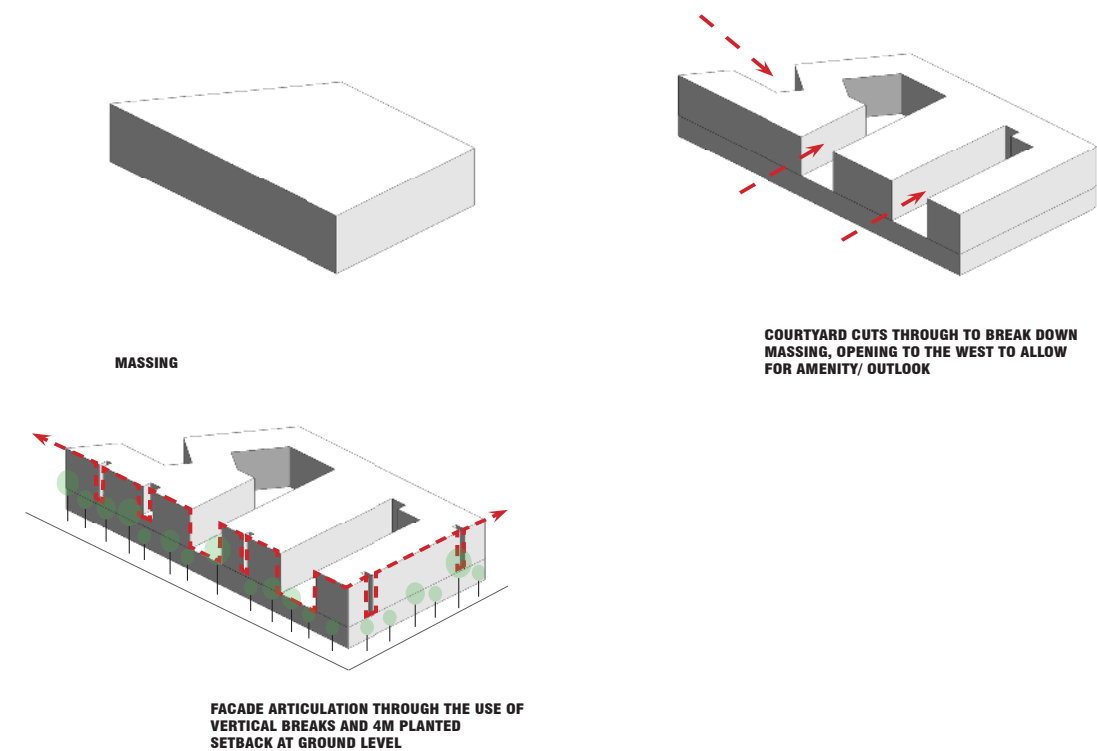 MASSING
COURTYARD CUTS THROUGH TO BREAK DOWN
MASSING, OPENING TO THE WEST TO ALLOW
FOR AMENITY/ OUTLOOK
FACADE ARTICULATION THROUGH THE USE OF
VERTICAL BREAKS AND 4M PLANTED
SETBACK AT GROUND LEVEL